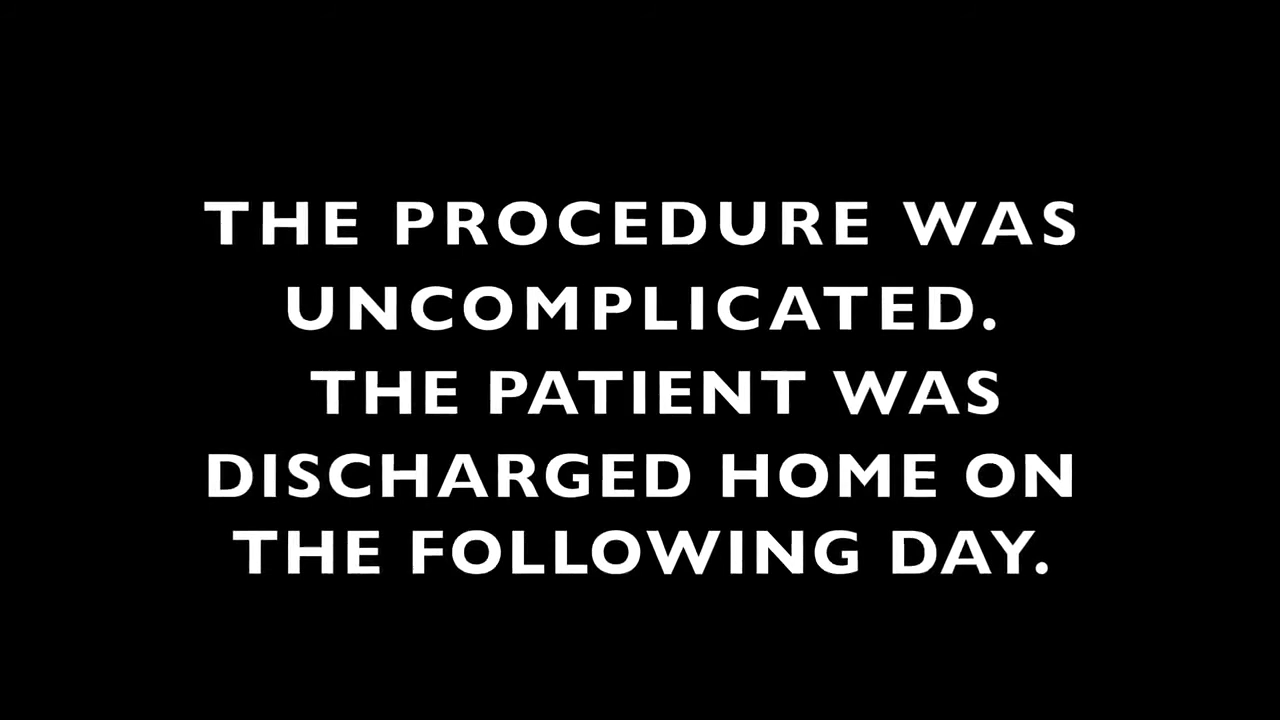 THE PROCEDURE WAS
UNCOMPLICATED.
THE PATIENT WAS
DISCHARGED HOME ON
THE FOLLOWING DAY.